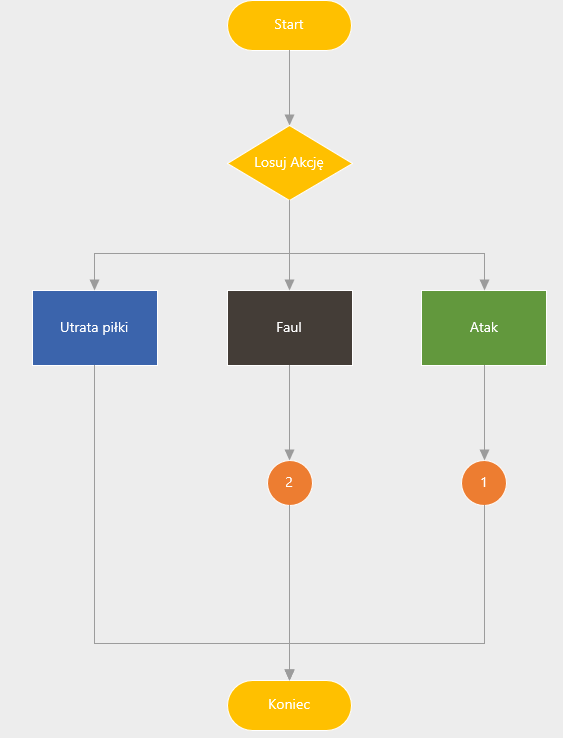 Start
Losuj Akcję
Utrata piłki
Faul
Atak
2
1
Koniec